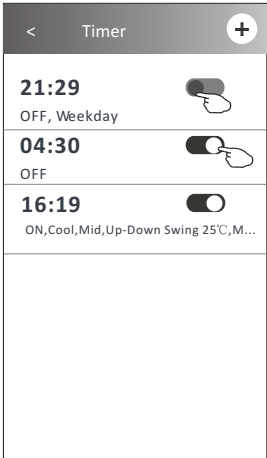 < Timer +
21:29
OFF, Weekday
04:30
OFF
16:19
ON,Cool,Mid,Up-Down Swing 25℃,M...